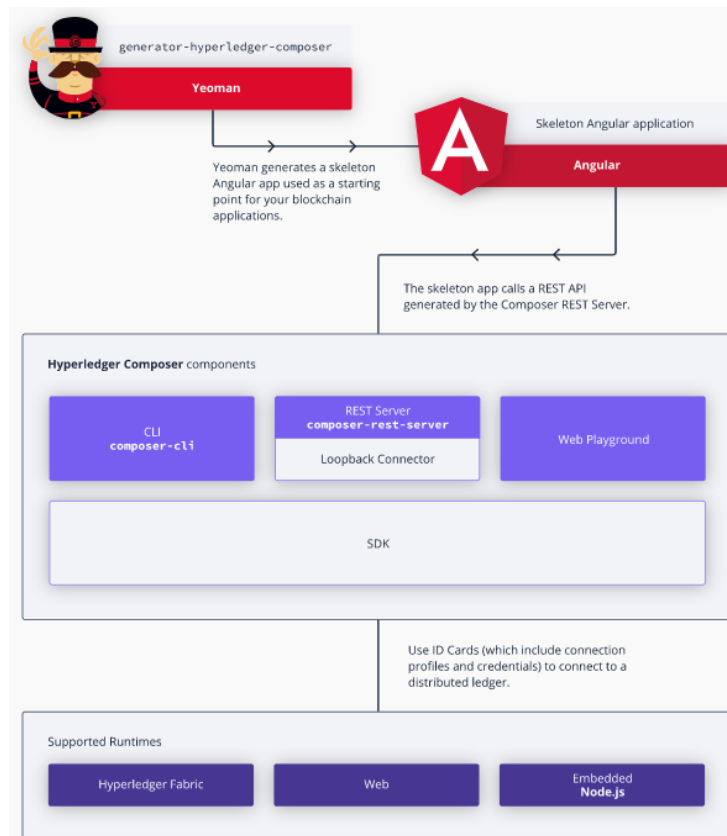 generator-hyperledger-composer
Yeoman
Skeleton Angular application
A
Angular
Yeoman generates a skeleton
Angular app used as a starting
point for your blockchain
applications.
The skeleton app calls a REST API
generated by the Composer REST Server.
Hyperledger Composer components
CLI
composer-cli
REST Server
composer-rest-server
Loopback Connector
Web Playground
SDK
Use ID Cards (which include connection
profiles and credentials) to connect to a
distributed ledger.
Supported Runtimes
Hyperledger Fabric
Web
Embedded
Node.js